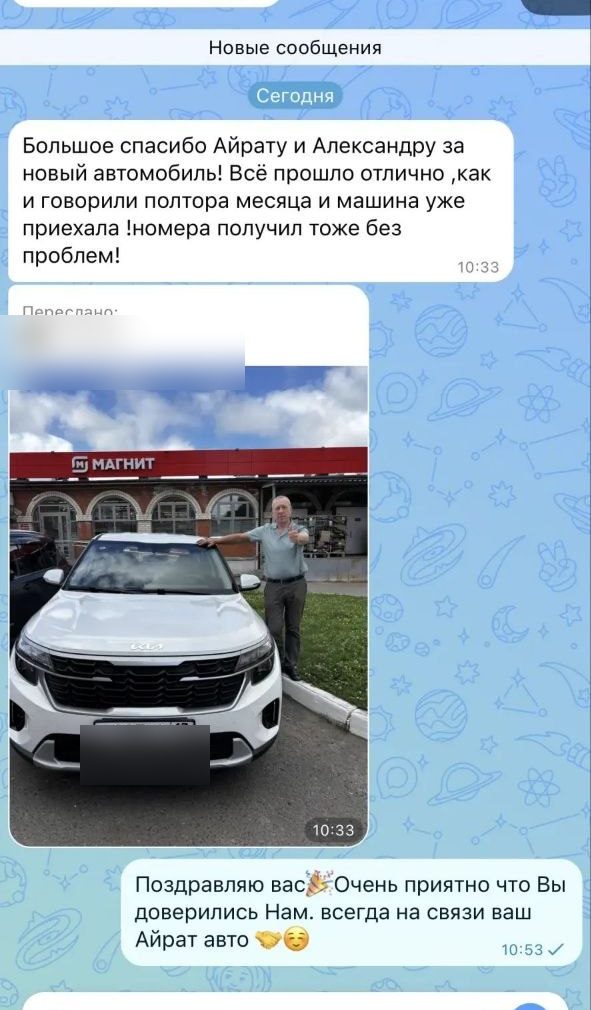 Новые сообщения
Сегодня
Большое спасибо Айрату и Александру за
новый автомобиль! Всё прошло отлично ,как
и говорили полтора месяца и машина уже
приехала !номера получил тоже без
проблем!
10:33
Переслано:
МАГНИТ
KIA
10:33
Поздравляю вас🎉Очень приятно что Вы
доверились Нам. всегда на связи ваш
Айрат авто 🤝☺️
10:53